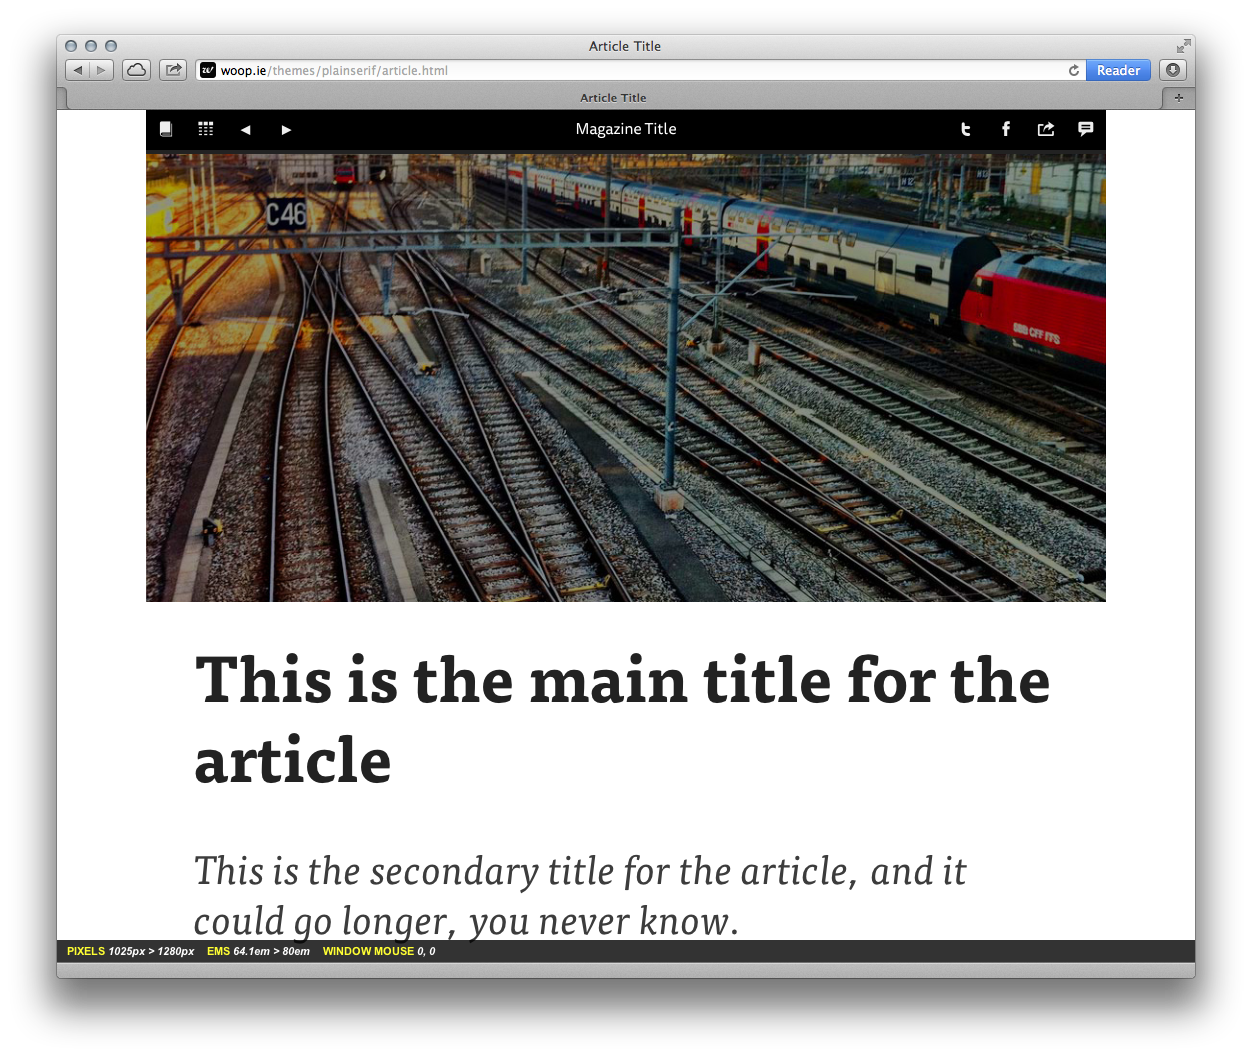 Article Title
woop.ie/themes/plainserif/article.html
Reader
Article Title
Magazine Title
C46
SBB CFF FFS
This is the main title for the
article
This is the secondary title for the article, and it
could go longer, you never know.
PIXELS 1025px > 1280px EMS 64.1em > 80em WINDOW MOUSE 0, 0